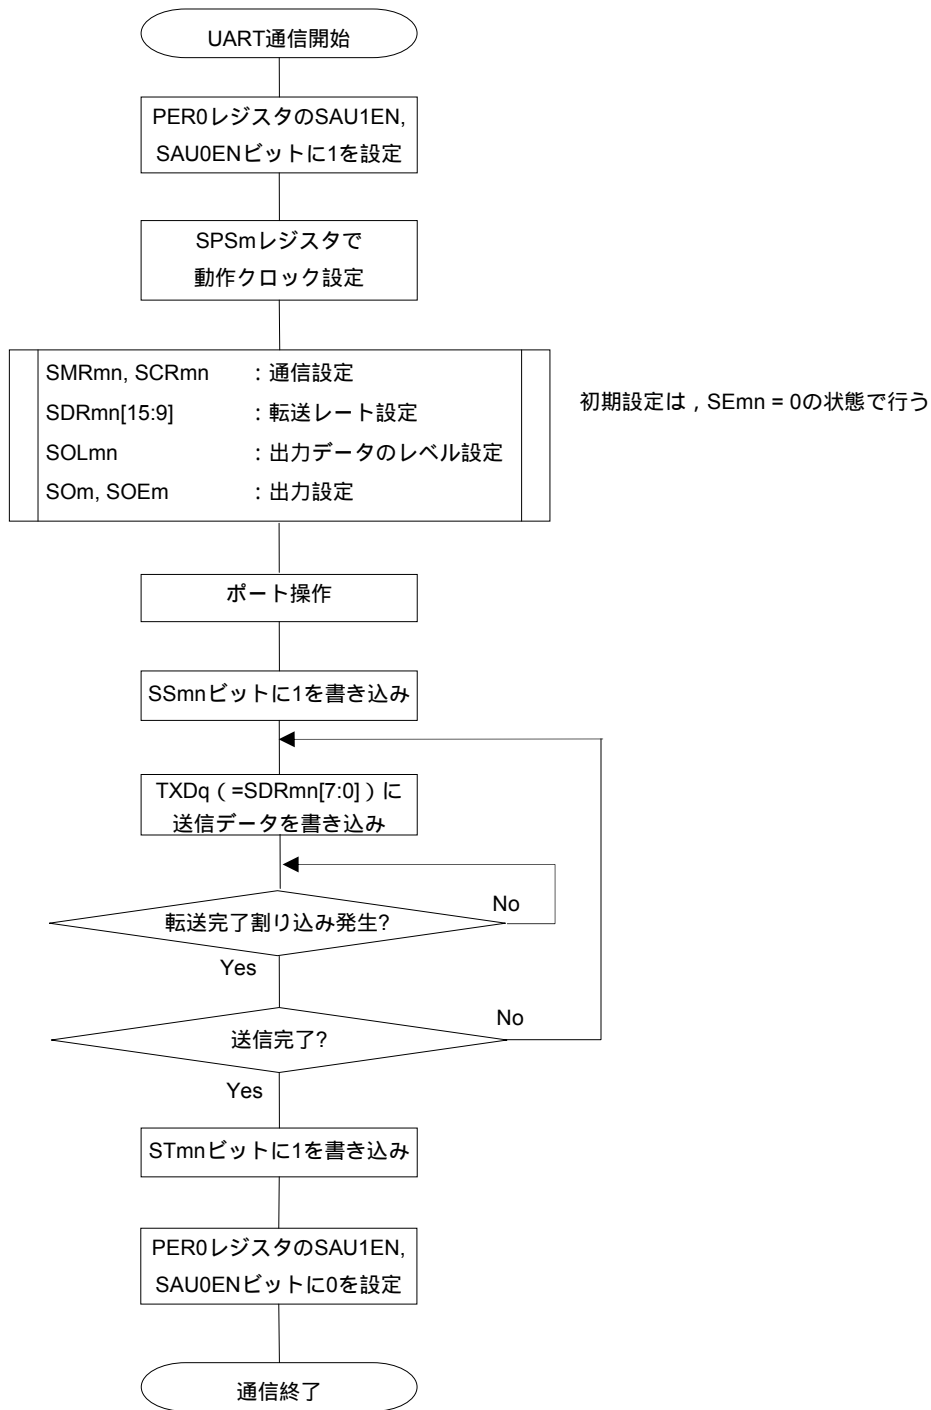 UART通信開始
PER0レジスタのSAU1EN,
SAU0ENビットに1を設定
SPSmレジスタで
動作クロック設定
SMRmn, SCRmn ：通信設定
SDRmn[15:9] ：転送レート設定
SOLmn ：出力データのレベル設定
SOm, SOEm ：出力設定
初期設定は，SEmn = 0の状態で行う
ポート操作
SSmnビットに1を書き込み
TXDq（=SDRmn[7:0]）に
送信データを書き込み
転送完了割り込み発生?
No
Yes
送信完了?
No
Yes
STmnビットに1を書き込み
PER0レジスタのSAU1EN,
SAU0ENビットに0を設定
通信終了